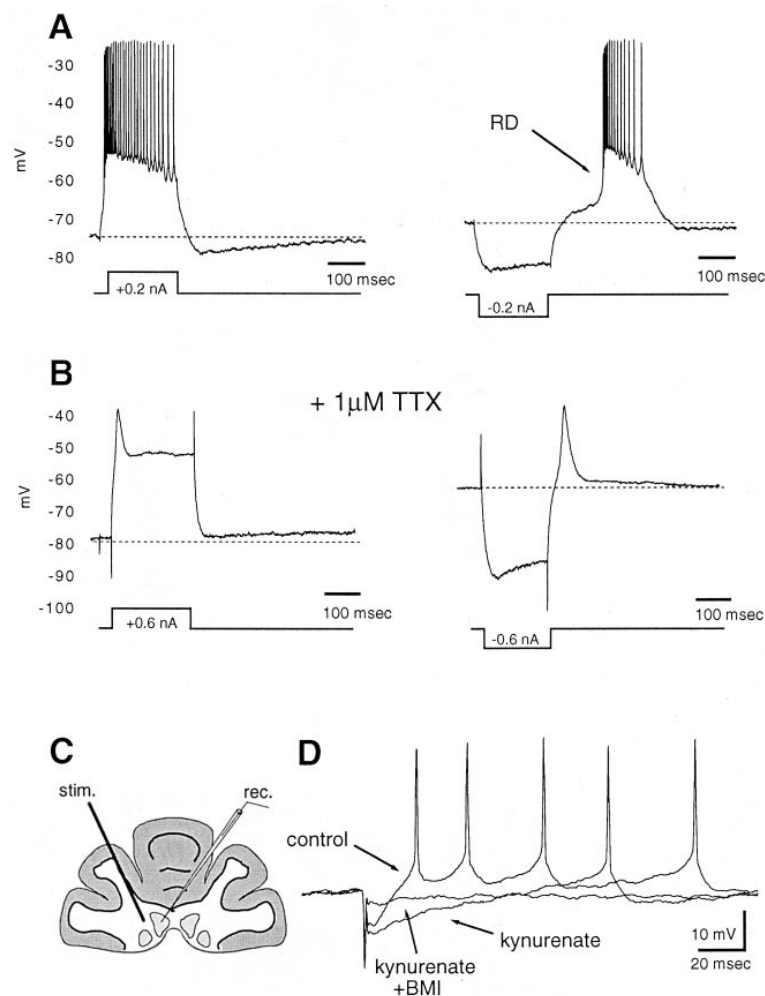 A
-30
-40
-50
-60
-70
-80
mV
+0.2 nA
100 msec
RD
-0.2 nA
100 msec
B
+ 1μM TTX
-40
-50
-60
-70
-80
-90
-100
mV
+0.6 nA
100 msec
-0.6 nA
100 msec
C
stim.
rec.
D
control
kynurenate
+BMI
kynurenate
10 mV
20 msec